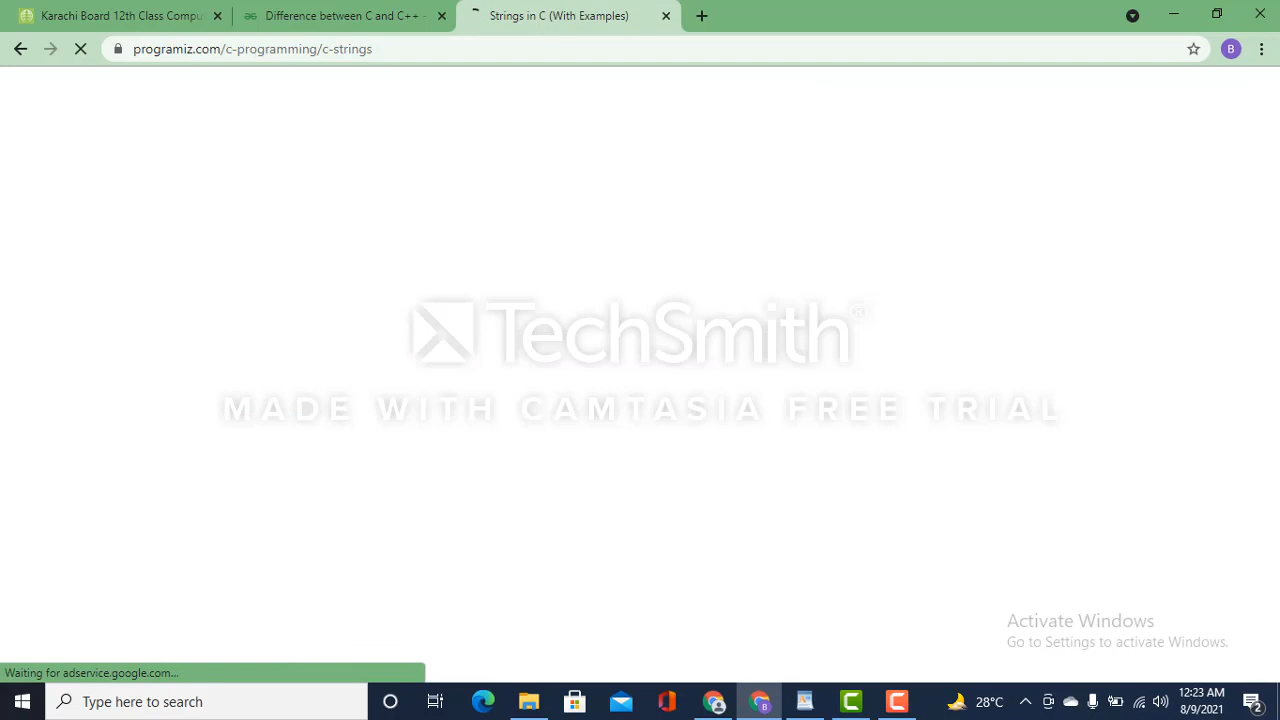 Karachi Board 12th Class Compu
Difference between C and C++ -
Strings in C (With Examples)
programiz.com/c-programming/c-strings
B
TechSmith®
MADE WITH CAMTASIA FREE TRIAL
Activate Windows
Go to Settings to activate Windows.
Waiting for adservice.google.com...
Type here to search
28°C
12:23 AM
8/9/2021
2